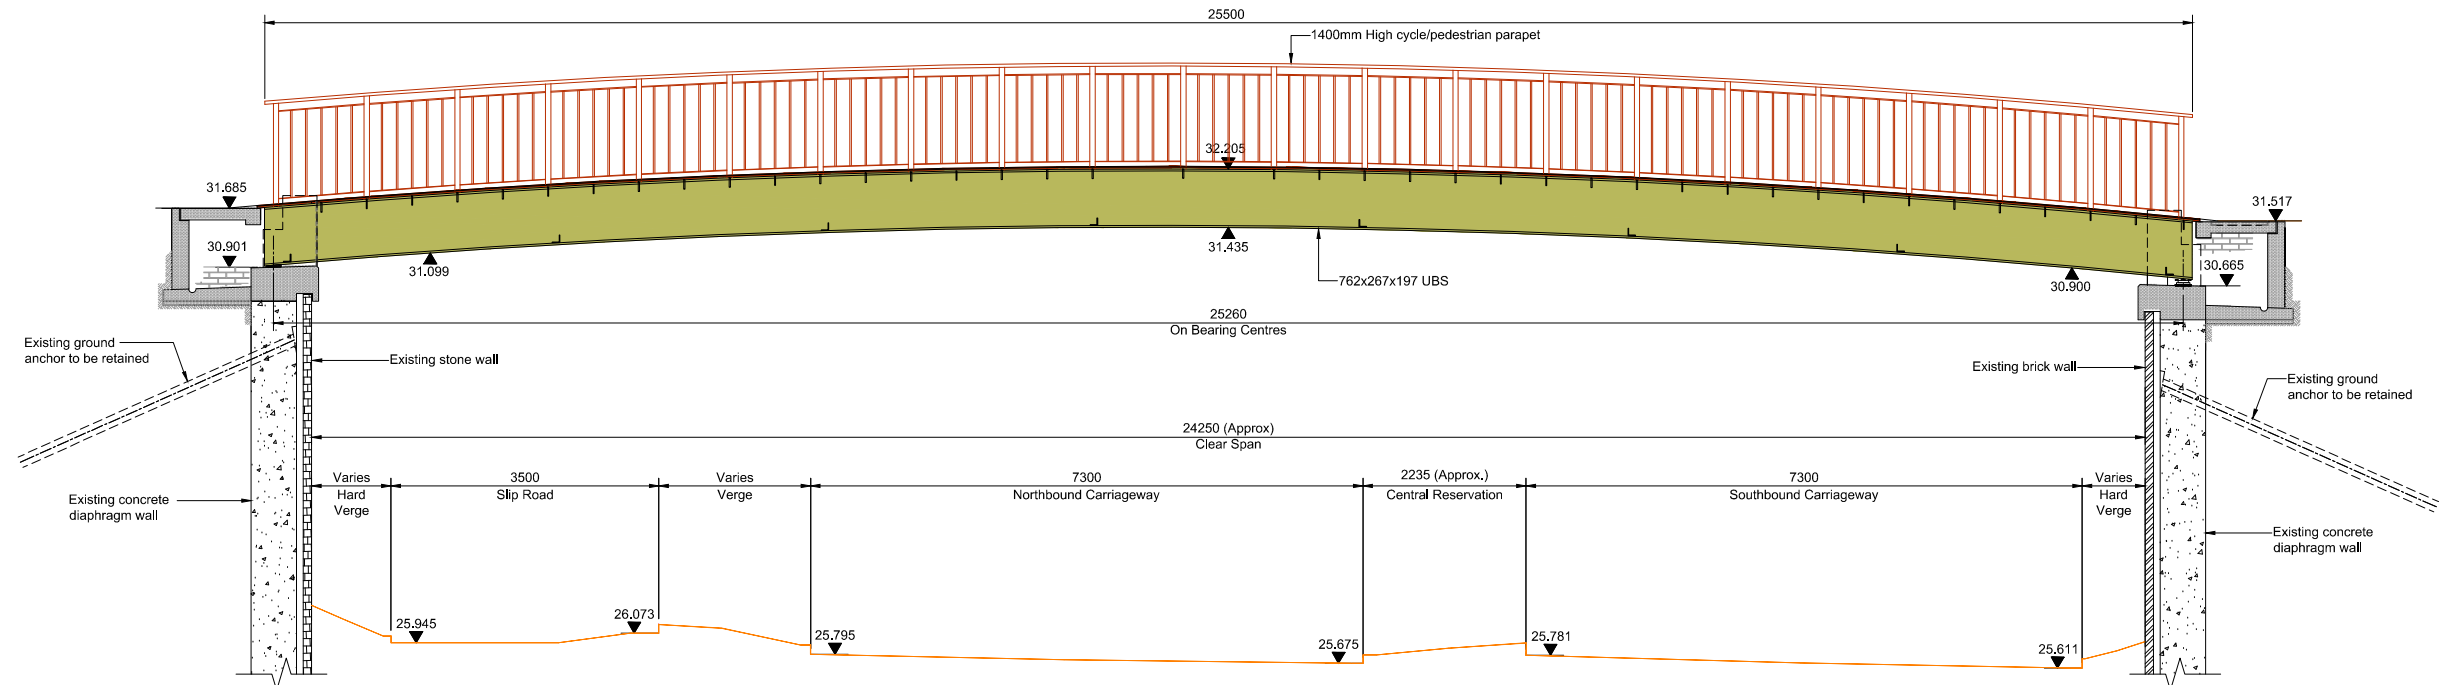 25500
1400mm High cycle/pedestrian parapet
32.205
31.685
31.517
30.901
31.099
31.435
762x267x197 UBS
30.900
30.665
25260
On Bearing Centres
Existing ground
anchor to be retained
Existing stone wall
Existing brick wall
Existing ground
anchor to be retained
24250 (Approx)
Clear Span
Varies
Hard
Verge
3500
Slip Road
Varies
Verge
7300
Northbound Carriageway
2235 (Approx.)
Central Reservation
7300
Southbound Carriageway
Varies
Hard
Verge
Existing concrete
diaphragm wall
Existing concrete
diaphragm wall
25.945
26.073
25.795
25.675
25.781
25.611